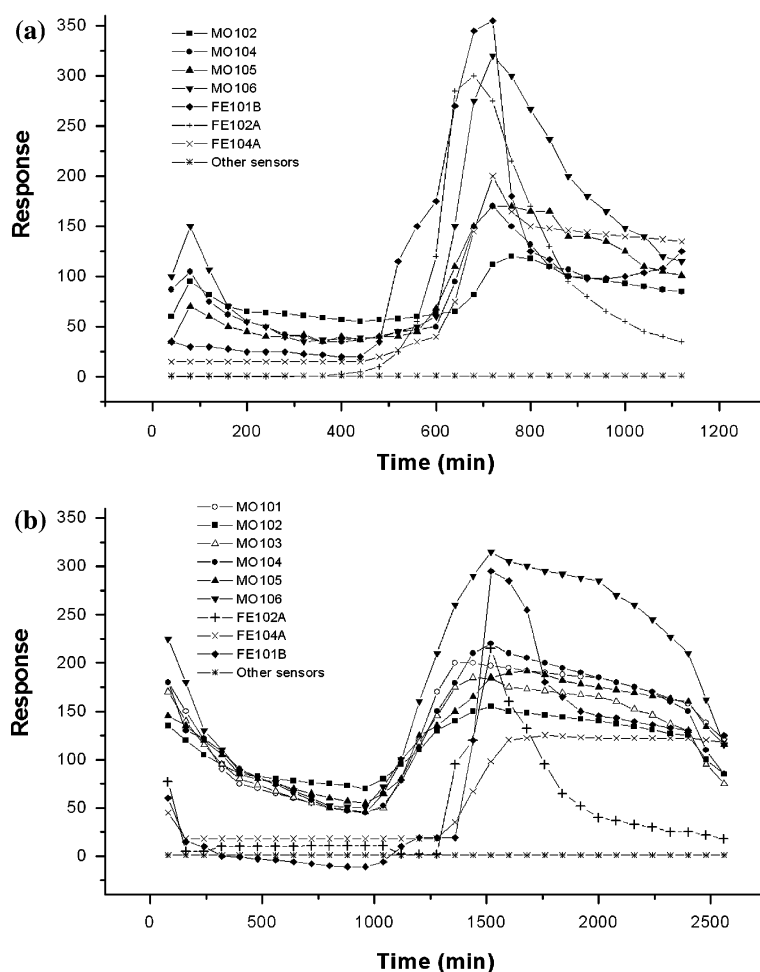 (a)
350
300
250
200
150
100
50
0
Response
MO102
MO104
MO105
MO106
FE101B
FE102A
FE104A
Other sensors
0 200 400 600 800 1000 1200
Time (min)
(b)
350
300
250
200
150
100
50
0
Response
MO101
MO102
MO103
MO104
MO105
MO106
FE102A
FE104A
FE101B
Other sensors
0 500 1000 1500 2000 2500
Time (min)